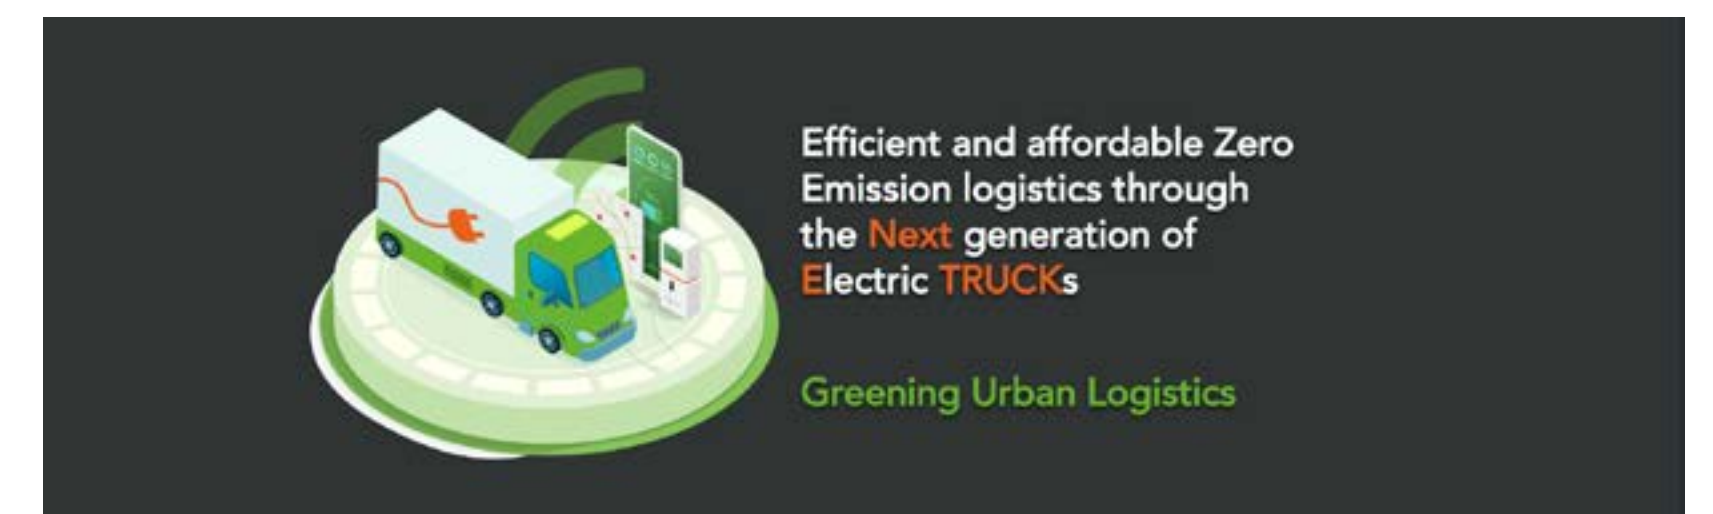 Efficient and affordable Zero
Emission logistics through
the Next generation of
Electric TRUCKs
Greening Urban Logistics